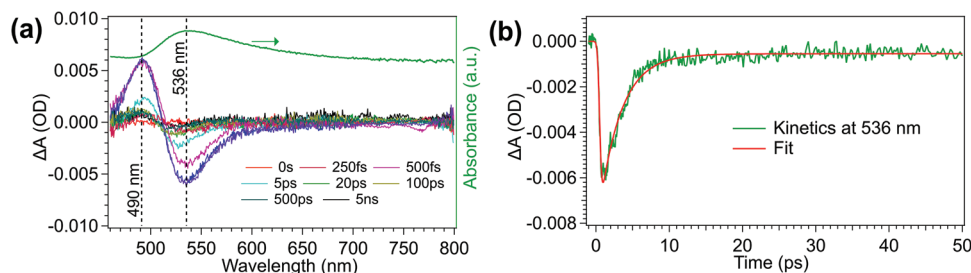 (a)
0.010
0.005
0.000
-0.005
-0.010
ΔA (OD)
490 nm
536 nm
0s 250fs 500fs
5ps 20ps 100ps
500ps 5ns
500 550 600 650 700 750 800
Wavelength (nm)
Absorbance (a.u.)
(b)
0.000
-0.002
-0.004
-0.006
-0.008
ΔA (OD)
Kinetics at 536 nm
Fit
0 10 20 30 40 50
Time (ps)